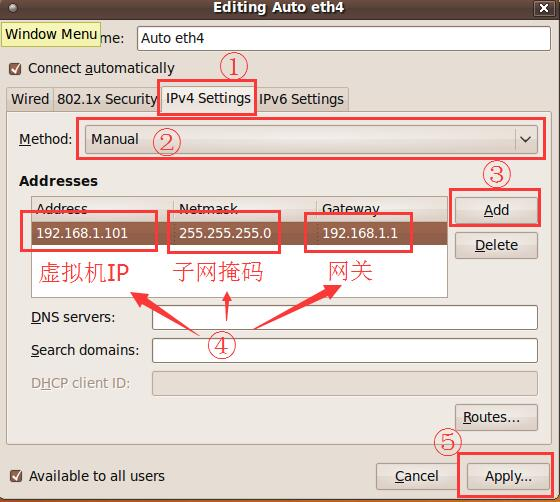 Editing Auto eth4
Window Menu me: Auto eth4
Connect automatically
①
Wired 802.1x Security IPv4 Settings IPv6 Settings
Method: Manual ②
③
Addresses
Address Netmask Gateway
Add
192.168.1.101 255.255.255.0 192.168.1.1
Delete
虚拟机IP 子网掩码 网关
DNS servers:
④
Search domains:
DHCP client ID:
Routes...
⑤
Available to all users Cancel Apply...